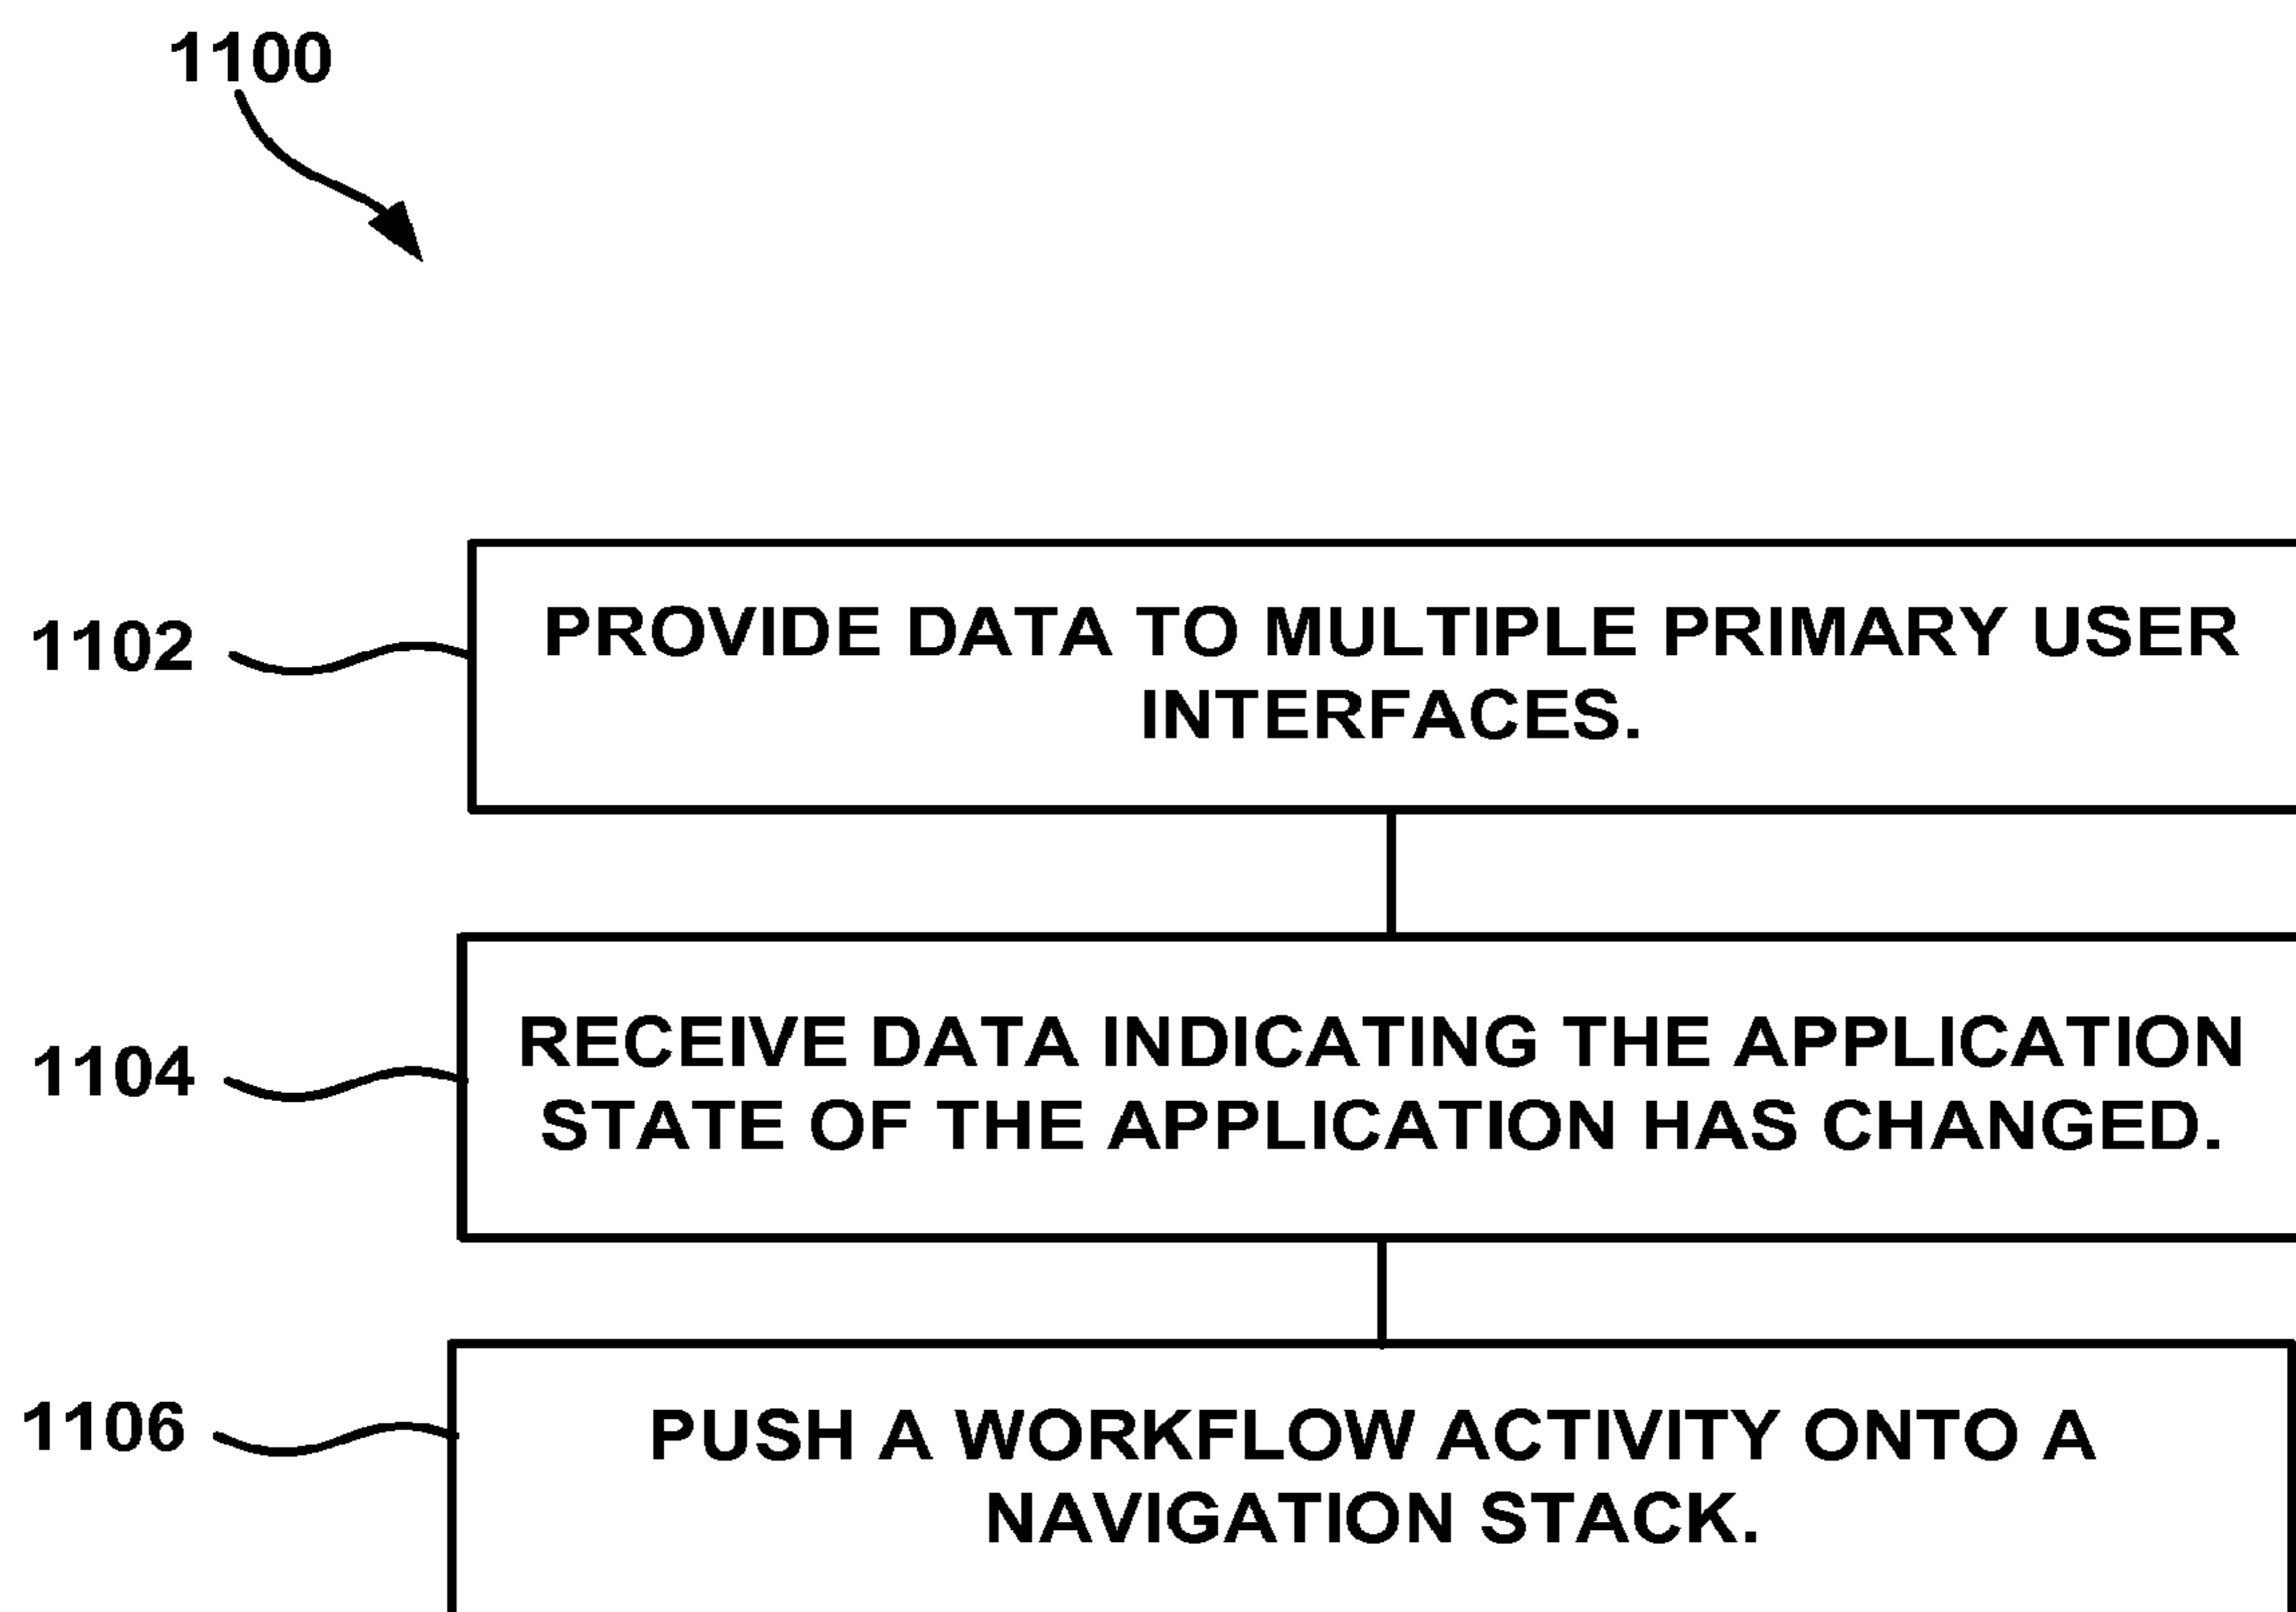 1100
1102
PROVIDE DATA TO MULTIPLE PRIMARY USER
INTERFACES.
1104
RECEIVE DATA INDICATING THE APPLICATION
STATE OF THE APPLICATION HAS CHANGED.
1106
PUSH A WORKFLOW ACTIVITY ONTO A
NAVIGATION STACK.